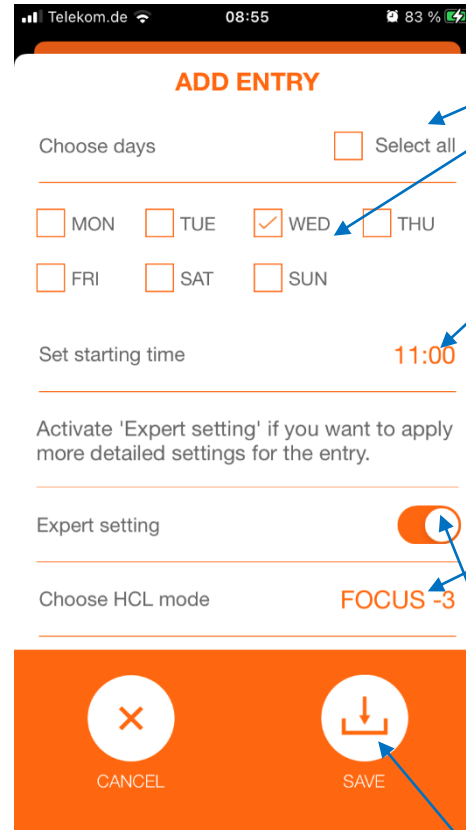 Telekom.de 08:55 83 %
ADD ENTRY
Choose days Select all
MON TUE WED THU
FRI SAT SUN
Set starting time 11:00
Activate 'Expert setting' if you want to apply
more detailed settings for the entry.
Expert setting
Choose HCL mode FOCUS -3
CANCEL SAVE